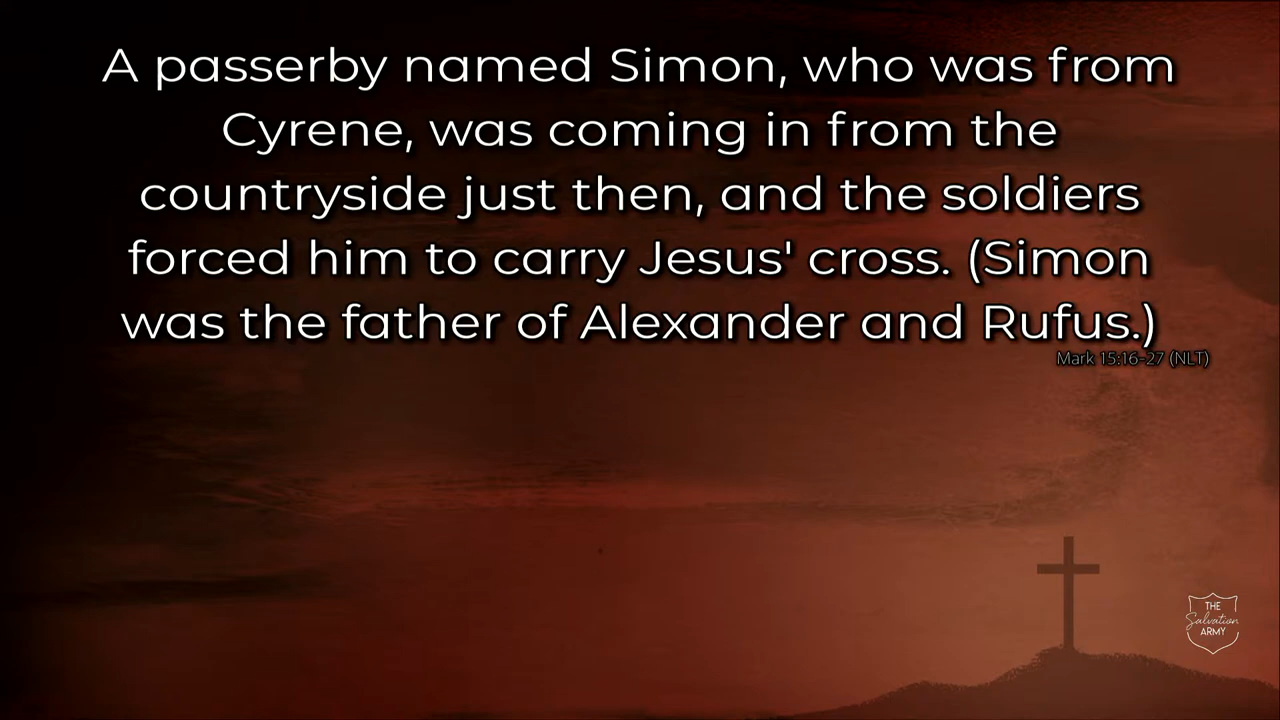 A passerby named Simon, who was from
Cyrene, was coming in from the
countryside just then, and the soldiers
forced him to carry Jesus' cross. (Simon
was the father of Alexander and Rufus.)
Mark 15:16-27 (NLT)
THE
Salvation
ARMY